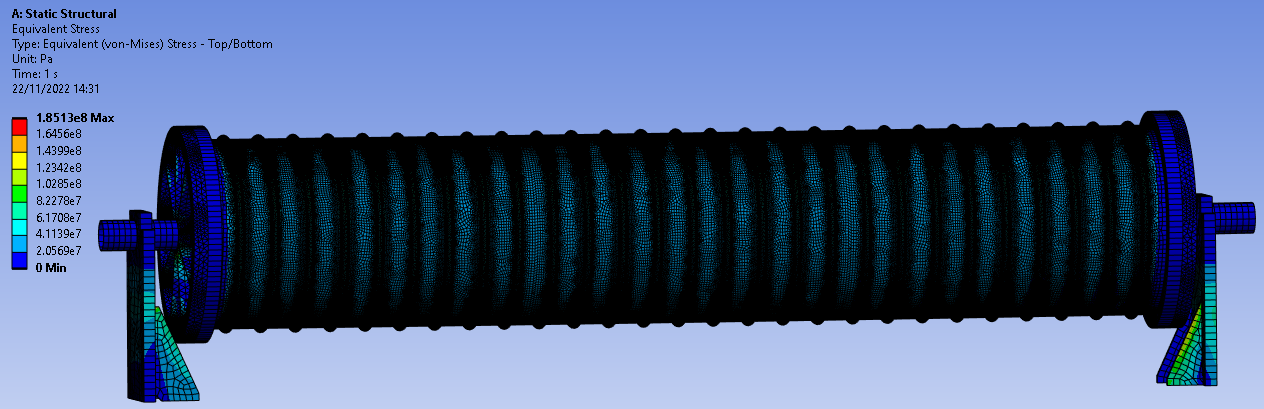 A: Static Structural
Equivalent Stress
Type: Equivalent (von-Mises) Stress - Top/Bottom
Unit: Pa
Time: 1 s
22/11/2022 14:31
1.8513e8 Max
1.6456e8
1.4399e8
1.2342e8
1.0285e8
8.2278e7
6.1708e7
4.1139e7
2.0569e7
0 Min